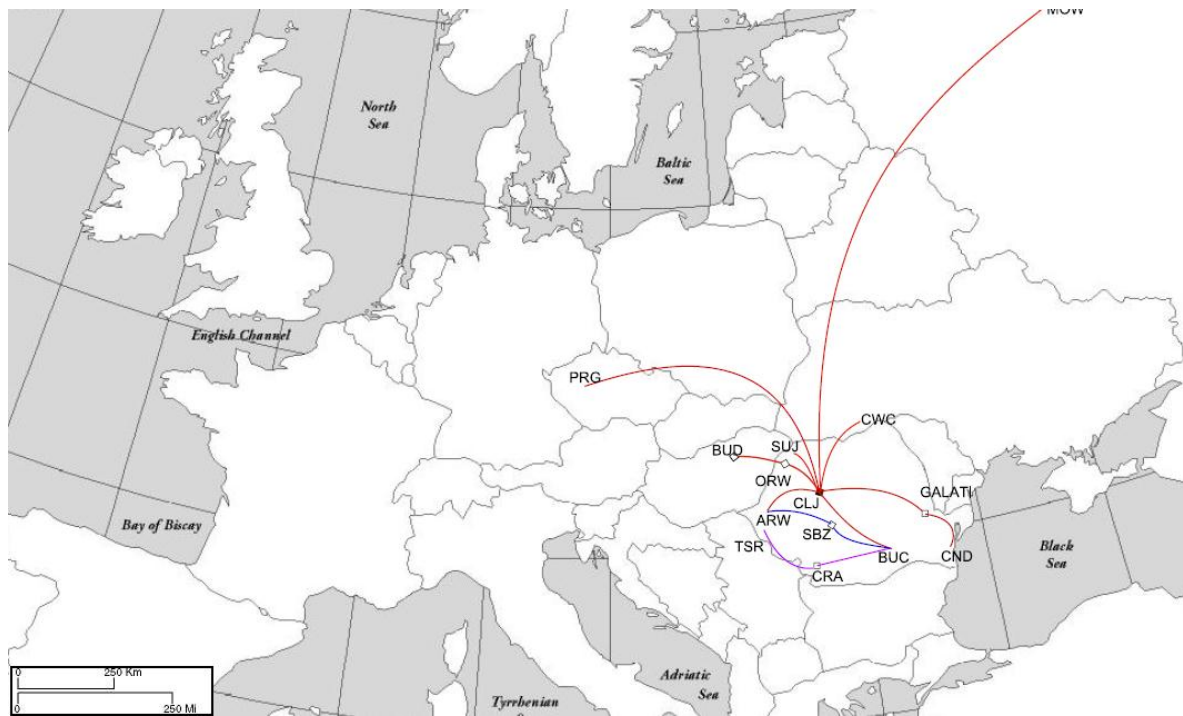 MOW
North
Sea
Baltic
Sea
English Channel
PRG
CWC
BUD
SUJ
ORW
GALATI
CLJ
Bay of Biscay
ARW
SBZ
TSR
BUC
CND
Black
Sea
CRA
0 250 Km
0 250 Mi
Adriatic
Sea
Tyrrhenian